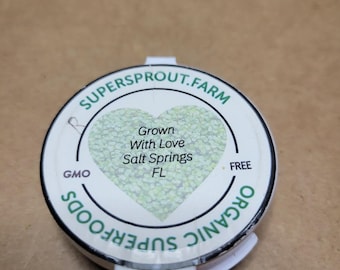 SUPERSPROUT.FARM
Grown
With Love
Salt Springs
FL
GMO
FREE
ORGANIC SUPERFOODS